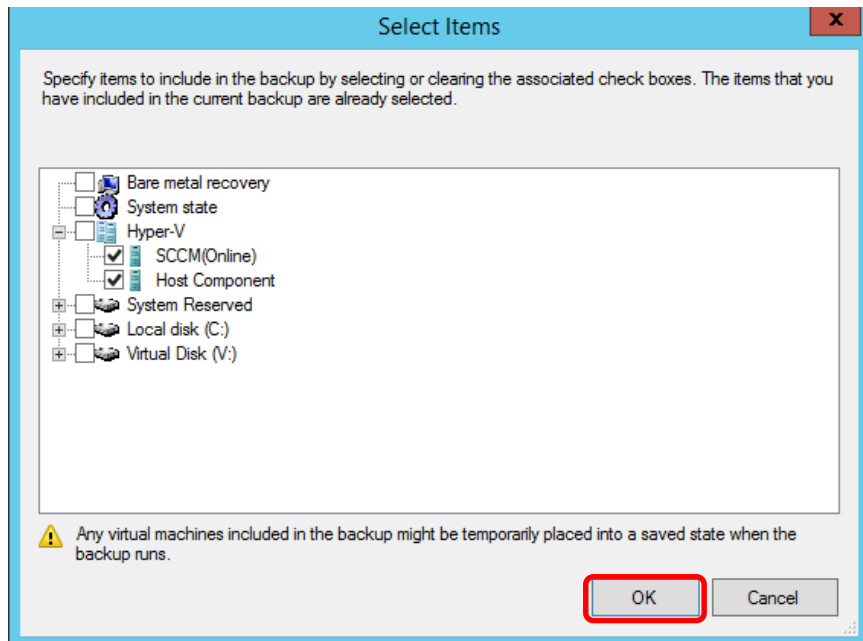 Select Items
x
Specify items to include in the backup by selecting or clearing the associated check boxes. The items that you
have included in the current backup are already selected.
Bare metal recovery
System state
Hyper-V
SCCM(Online)
Host Component
System Reserved
Local disk (C:)
Virtual Disk (V:)
Any virtual machines included in the backup might be temporarily placed into a saved state when the
backup runs.
OK
Cancel